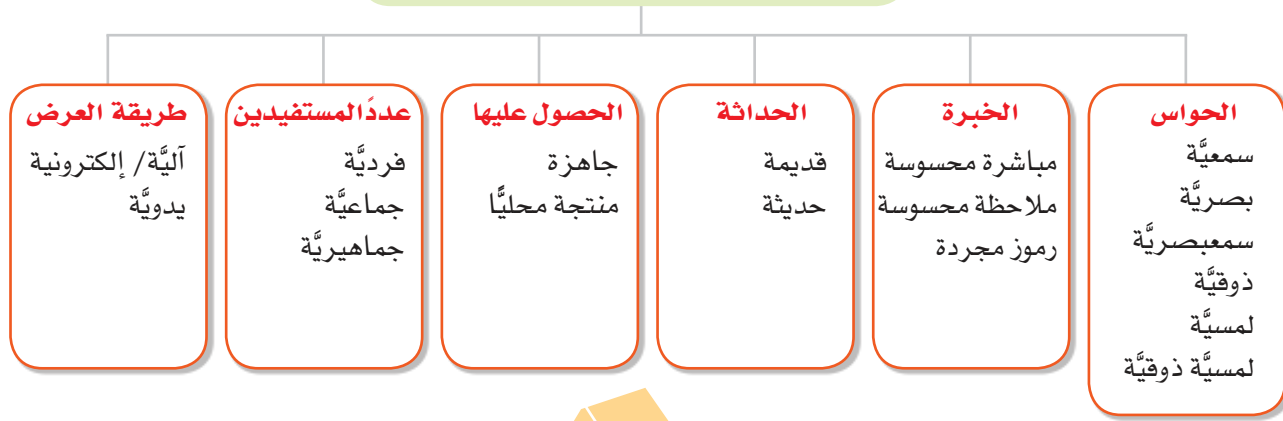 الحواس
سمعيَّة
بصريَّة
سمعبصريَّة
ذوقيَّة
لمسيَّة
لمسيَّة ذوقيَّة
الخبرة
مباشرة محسوسة
ملاحظة محسوسة
رموز مجردة
الحداثة
قديمة
حديثة
الحصول عليها
جاهزة
منتجة محليًّا
عددَالمستفيدين
فرديَّة
جماعيَّة
جماهيريَّة
طريقة العرض
آليَّة/ إلكترونية
يدويَّة